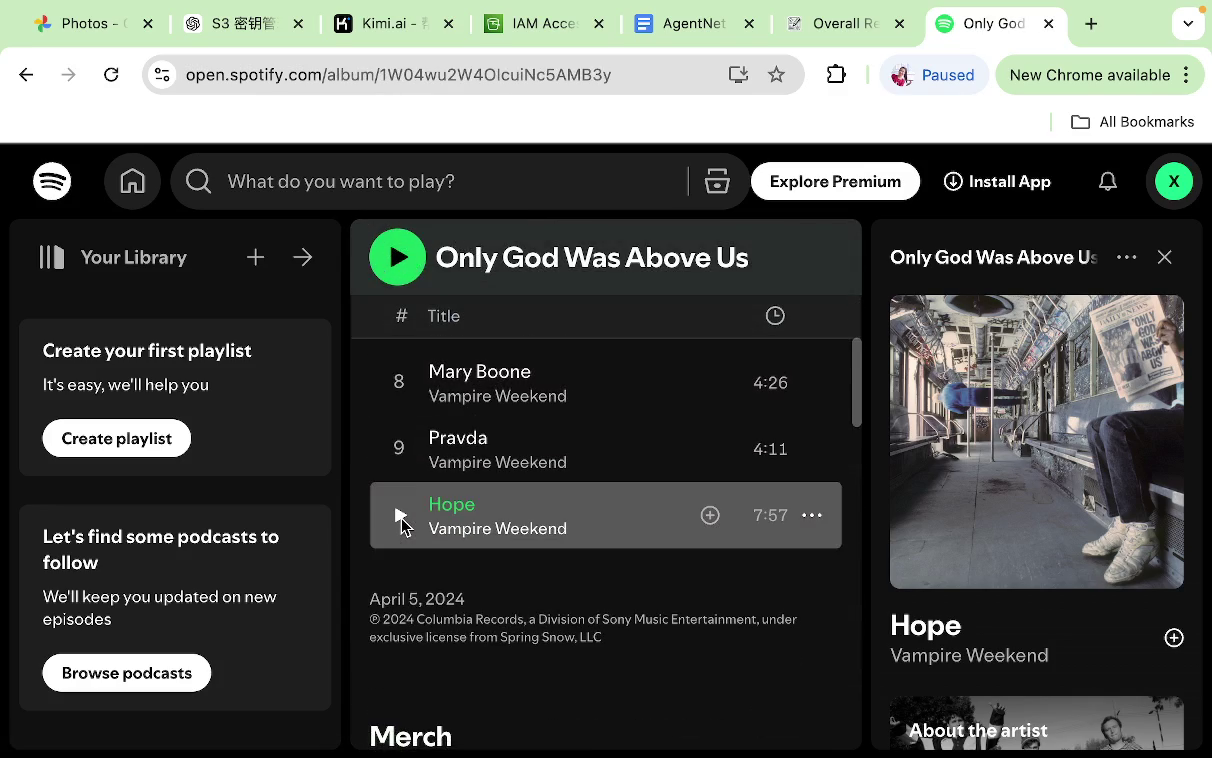 Photos - G
S3 密钥管
Kimi.ai -
IAM Acce
AgentNet
Overall Re
Only God
open.spotify.com/album/1W04wu2W4OlcuiNc5AMB3y
Paused
New Chrome available
All Bookmarks
What do you want to play?
Explore Premium
Install App
X
Your Library
Create your first playlist
It's easy, we'll help you
Create playlist
Let's find some podcasts to
follow
We'll keep you updated on new
episodes
Browse podcasts
Only God Was Above Us
# Title
8 Mary Boone 4:26
Vampire Weekend
9 Pravda 4:11
Vampire Weekend
Hope 7:57
Vampire Weekend
April 5, 2024
℗ 2024 Columbia Records, a Division of Sony Music Entertainment, under
exclusive license from Spring Snow, LLC
Merch
Only God Was Above Us
DAILY NEWS
ONLY
GOD
WAS
ABOVE
US
Hope
Vampire Weekend
About the artist